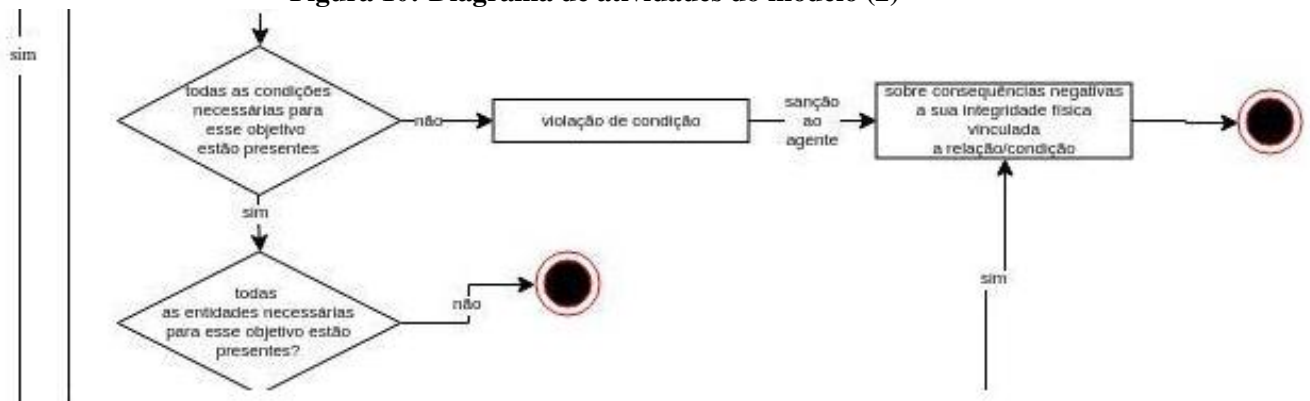 Figura 10: Diagrama de atividades do modelo (2)
sim
todas as condições
necessárias para
esse objetivo
estão presentes
não
violação de condição
sanção
ao
agente
sobre consequências negativas
a sua integridade física
vinculada
a relação/condição
sim
todas
as entidades necessárias
para esse objetivo estão
presentes?
não
sim